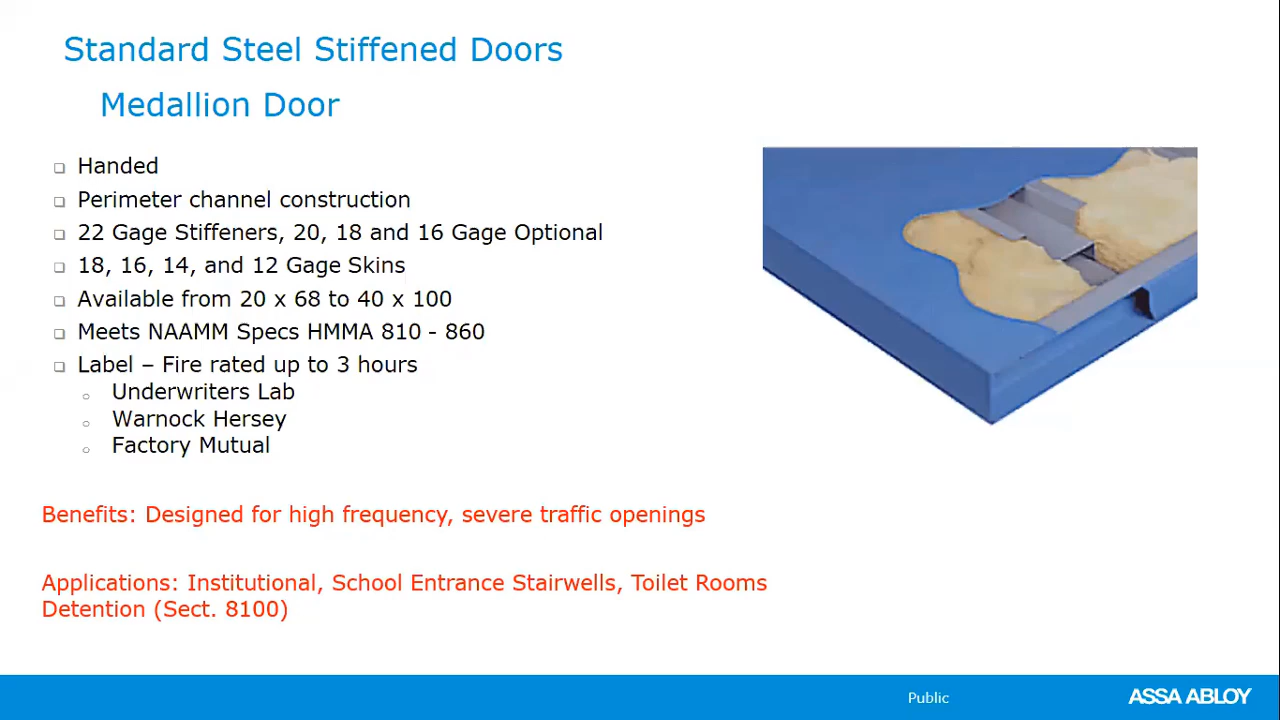 Standard Steel Stiffened Doors
Medallion Door
Handed
Perimeter channel construction
22 Gage Stiffeners, 20, 18 and 16 Gage Optional
18, 16, 14, and 12 Gage Skins
Available from 20 x 68 to 40 x 100
Meets NAAMM Specs HMMA 810 - 860
Label – Fire rated up to 3 hours
Underwriters Lab
Warnock Hersey
Factory Mutual
Benefits: Designed for high frequency, severe traffic openings
Applications: Institutional, School Entrance Stairwells, Toilet Rooms
Detention (Sect. 8100)
Public
ASSA ABLOY